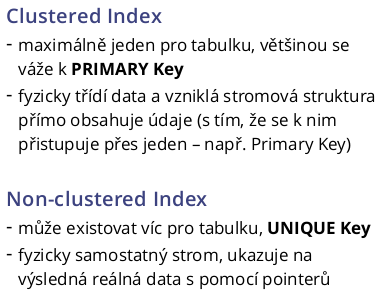 Clustered Index
- maximálně jeden pro tabulku, většinou se
váže k PRIMARY Key
- fyzicky třídí data a vzniklá stromová struktura
přímo obsahuje údaje (s tím, že se k nim
přistupuje přes jeden – např. Primary Key)
Non-clustered Index
- může existovat víc pro tabulku, UNIQUE Key
- fyzicky samostatný strom, ukazuje na
výsledná reálná data s pomocí pointerů